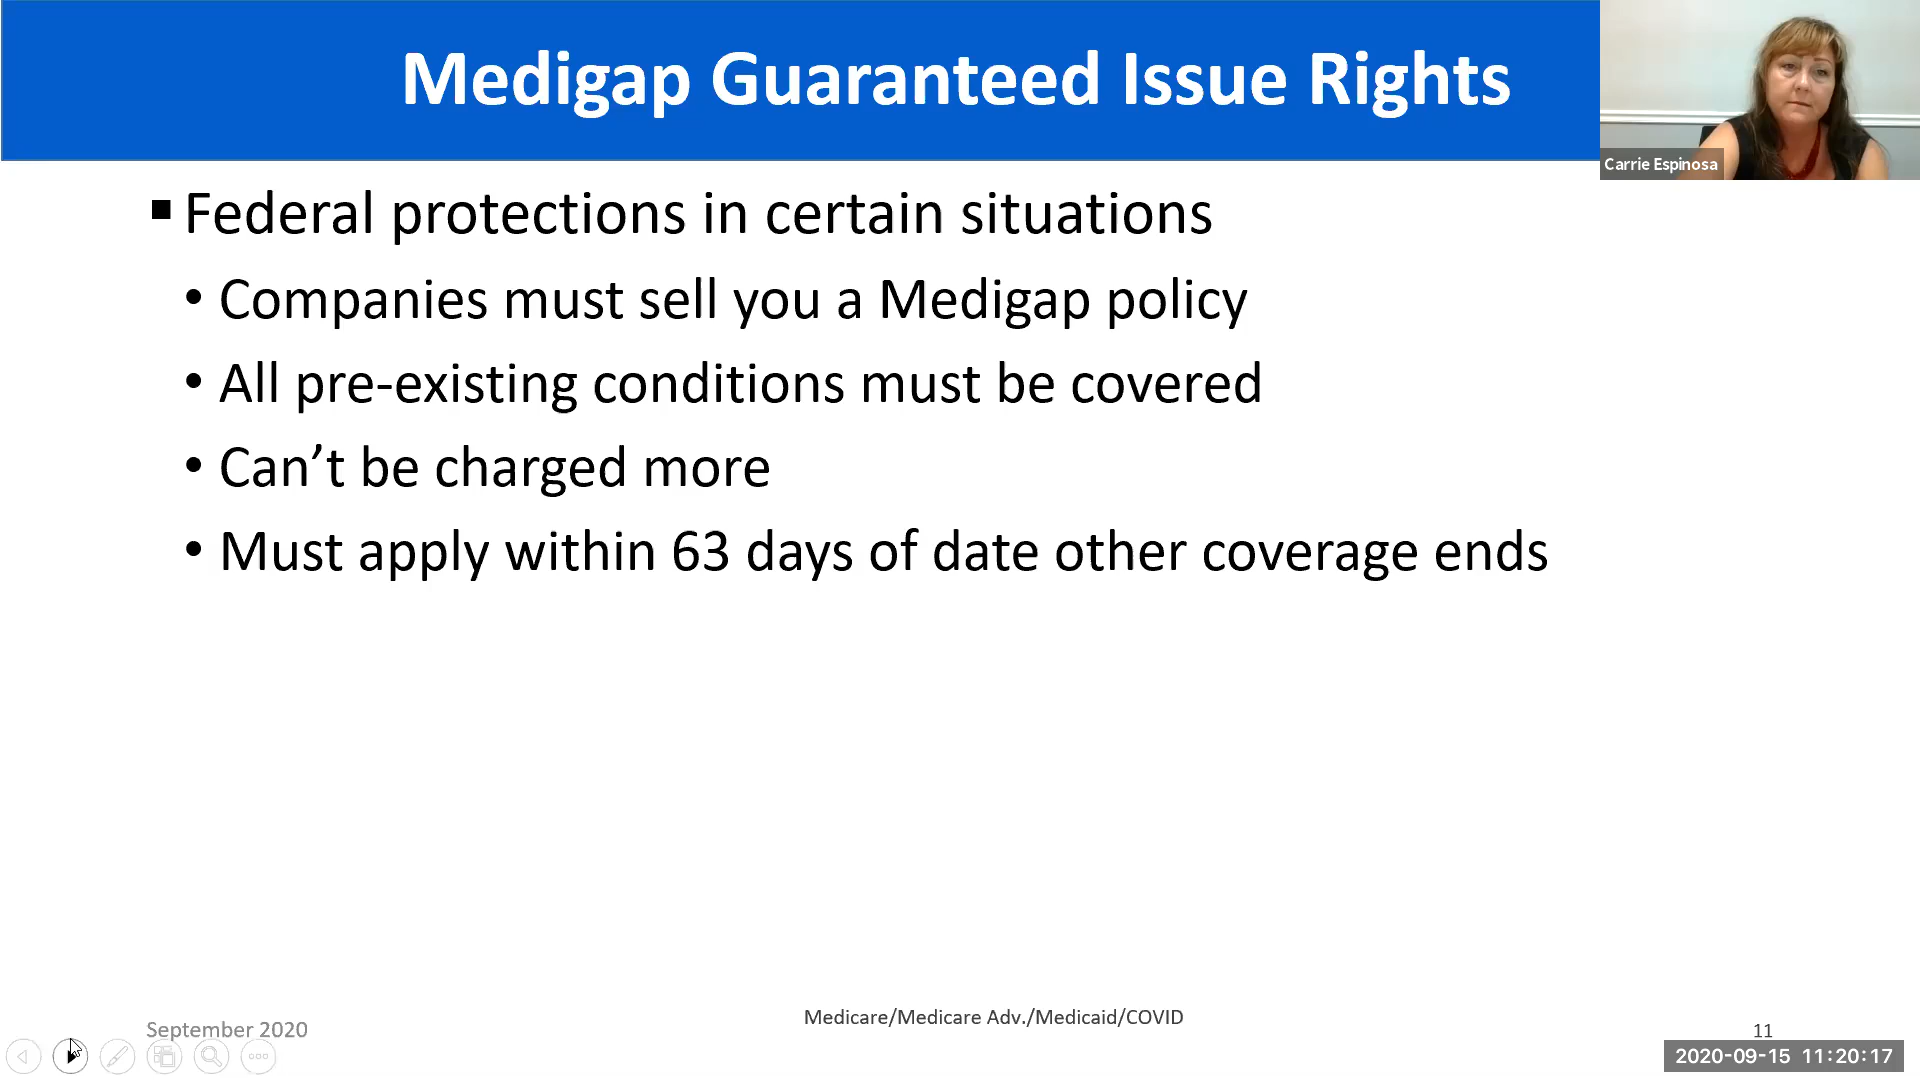 Medigap Guaranteed Issue Rights
Carrie Espinosa
▪ Federal protections in certain situations
• Companies must sell you a Medigap policy
• All pre-existing conditions must be covered
• Can’t be charged more
• Must apply within 63 days of date other coverage ends
September 2020
Medicare/Medicare Adv./Medicaid/COVID
11
2020-09-15 11:20:17